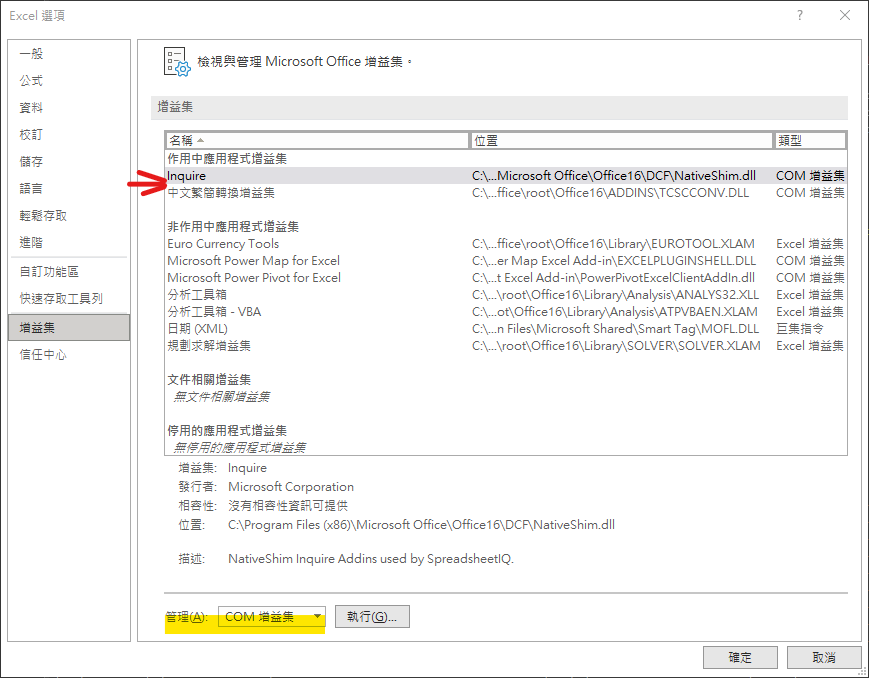 Excel 選項
?
一般
公式
資料
校訂
儲存
語言
輕鬆存取
進階
自訂功能區
快速存取工具列
增益集
信任中心
檢視與管理 Microsoft Office 增益集。
增益集
名稱 位置 類型
作用中應用程式增益集
Inquire C:\...Microsoft Office\Office16\DCF\NativeShim.dll COM 增益集
中文繁簡轉換增益集 C:\...ffice\root\Office16\ADDINS\TCSCCONV.DLL COM 增益集
非作用中應用程式增益集
Euro Currency Tools C:\...ffice\root\Office16\Library\EUROTOOL.XLAM Excel 增益集
Microsoft Power Map for Excel C:\...er Map Excel Add-in\EXCELPLUGINSHELL.DLL COM 增益集
Microsoft Power Pivot for Excel C:\...t Excel Add-in\PowerPivotExcelClientAddIn.dll COM 增益集
分析工具箱 C:\...\root\Office16\Library\Analysis\ANALYS32.XLL Excel 增益集
分析工具箱 - VBA C:\...ot\Office16\Library\Analysis\ATPVBAEN.XLAM Excel 增益集
日期 (XML) C:\...n Files\Microsoft Shared\Smart Tag\MOFL.DLL 巨集指令
規劃求解增益集 C:\...\root\Office16\Library\SOLVER\SOLVER.XLAM Excel 增益集
文件相關增益集
無文件相關增益集
停用的應用程式增益集
無停用的應用程式增益集
增益集: Inquire
發行者: Microsoft Corporation
相容性: 沒有相容性資訊可提供
位置: C:\Program Files (x86)\Microsoft Office\Office16\DCF\NativeShim.dll
描述: NativeShim Inquire Addins used by SpreadsheetIQ.
管理(A): COM 增益集 執行(G)...
確定 取消